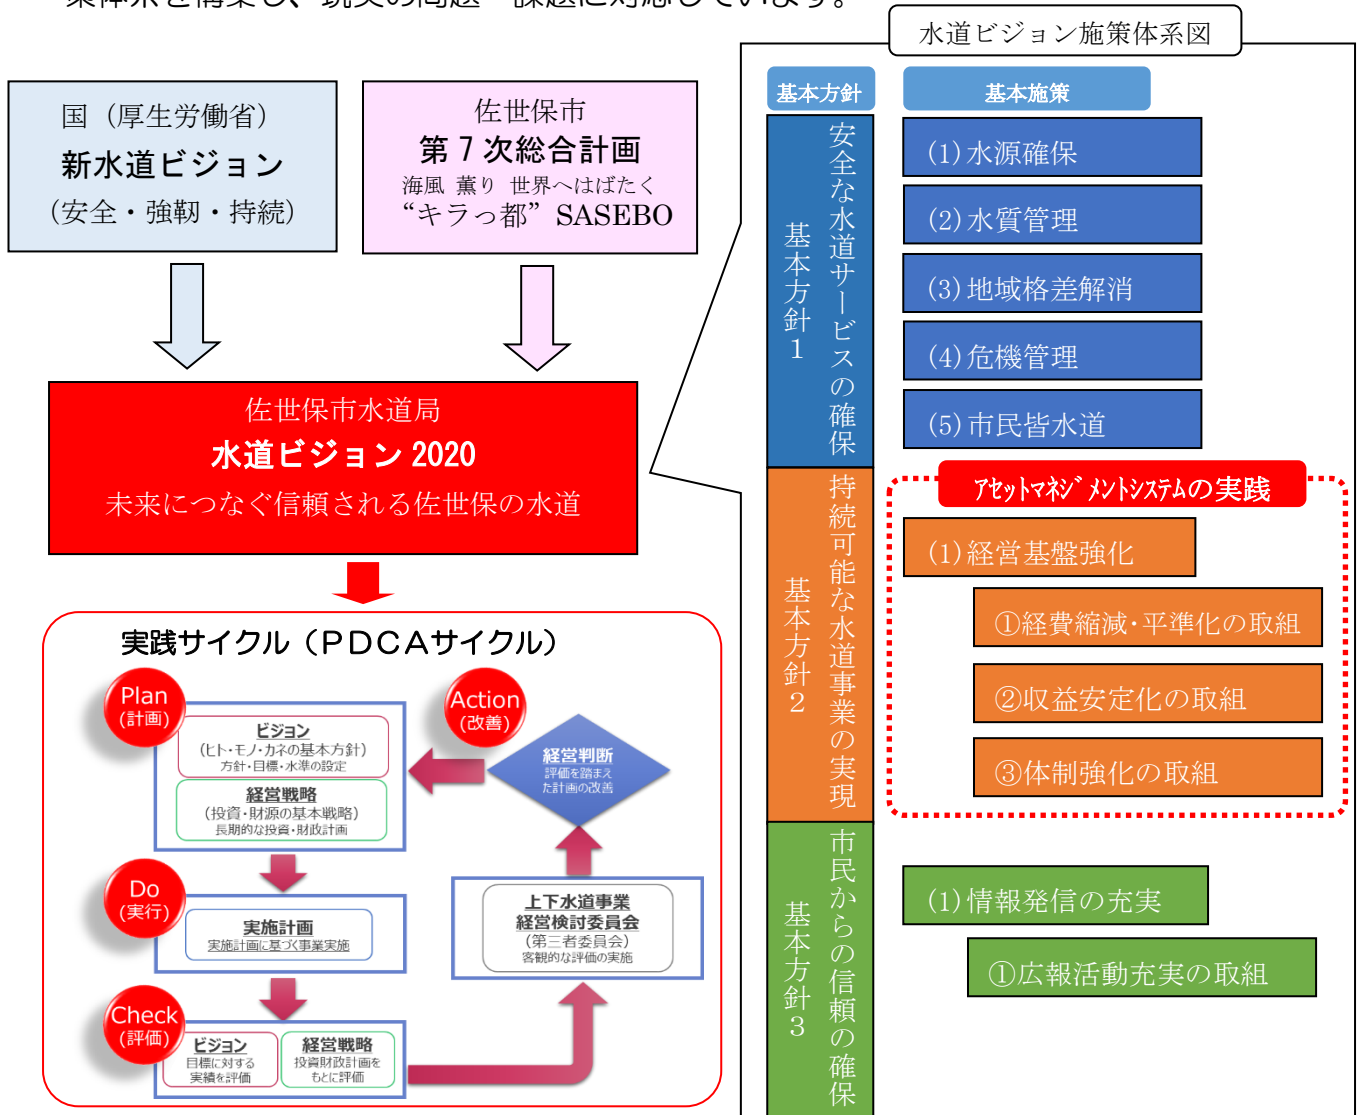 水道ビジョン施策体系図
国（厚生労働省）
新水道ビジョン
（安全・強靭・持続）
佐世保市
第７次総合計画
海風 薫り 世界へはばたく
“キラっ都” SASEBO
佐世保市水道局
水道ビジョン 2020
未来につなぐ信頼される佐世保の水道
実践サイクル（ＰＤＣＡサイクル）
Plan
(計画)
ビジョン
(ヒト・モノ・カネの基本方針)
方針・目標・水準の設定
経営戦略
(投資・財源の基本戦略)
長期的な投資・財政計画
Action
(改善)
経営判断
評価を踏まえ
た計画の改善
Do
(実行)
実施計画
実施計画に基づく事業実施
上下水道事業
経営検討委員会
(第三者委員会)
客観的な評価の実施
Check
(評価)
ビジョン
目標に対する
実績を評価
経営戦略
投資財政計画を
もとに評価
基本方針
基本施策
基本方針１
安全な水道サービスの確保
(1)水源確保
(2)水質管理
(3)地域格差解消
(4)危機管理
(5)市民皆水道
基本方針２
持続可能な水道事業の実現
ｱｾｯﾄﾏﾈｼﾞﾒﾝﾄｼｽﾃﾑの実践
(1)経営基盤強化
①経費縮減・平準化の取組
②収益安定化の取組
③体制強化の取組
基本方針３
市民からの信頼の確保
(1)情報発信の充実
①広報活動充実の取組